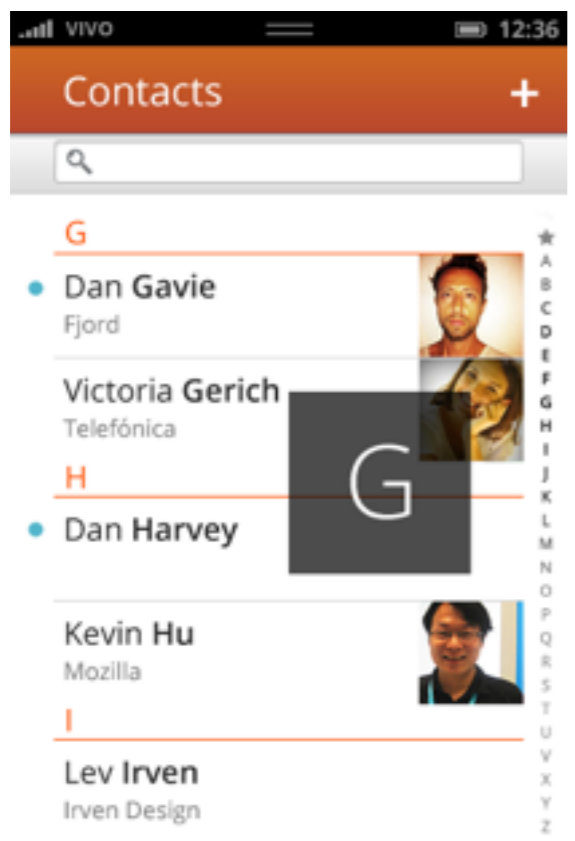 VIVO 12:36
Contacts +
G
Dan Gavie
Fjord
Victoria Gerich
Telefónica
G
H
Dan Harvey
Kevin Hu
Mozilla
I
Lev Irven
Irven Design
A
B
C
D
E
F
G
H
I
J
K
L
M
N
O
P
Q
R
S
T
U
V
X
Y
Z